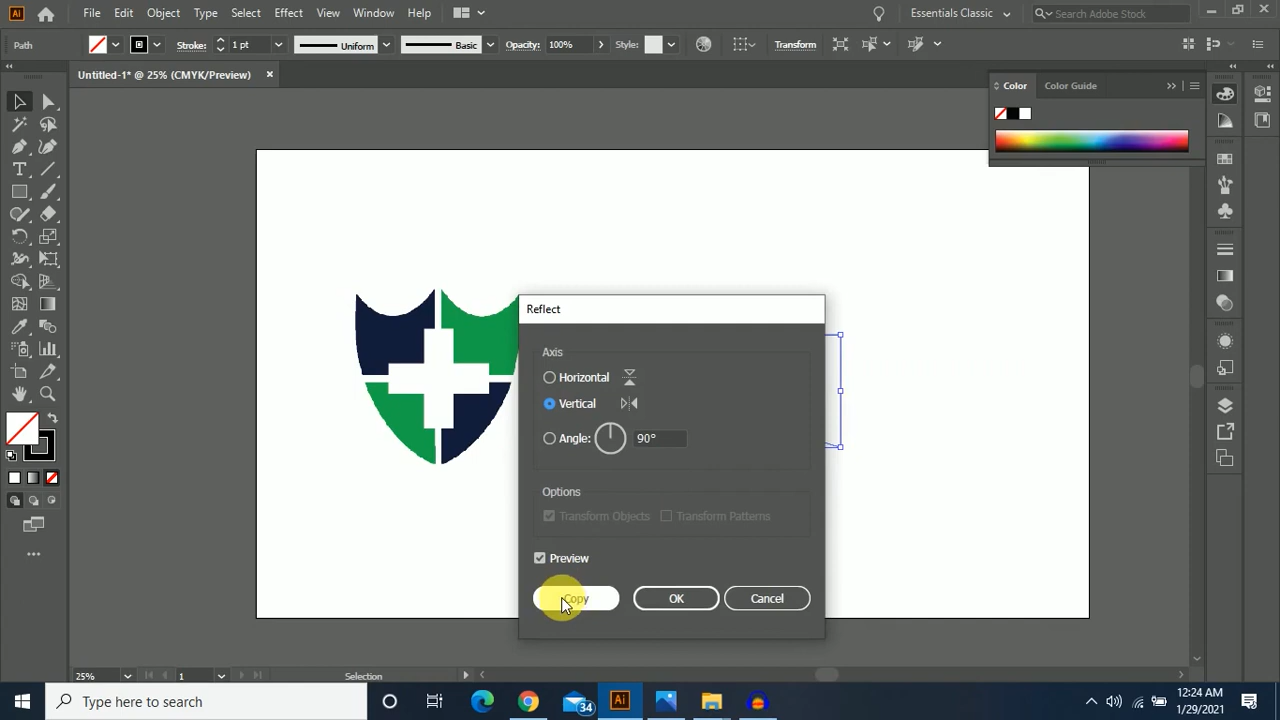 Ai File Edit Object Type Select Effect View Window Help Essentials Classic Search Adobe Stock
Path Stroke: 1 pt Uniform Basic Opacity: 100% Style: Transform
Untitled-1* @ 25% (CMYK/Preview) ×
Color Color Guide
Reflect
Axis
Horizontal
Vertical
Angle: 90°
Options
Transform Objects Transform Patterns
Preview
Copy OK Cancel
25% 1 Selection
Type here to search 34 Ai 12:24 AM
1/29/2021